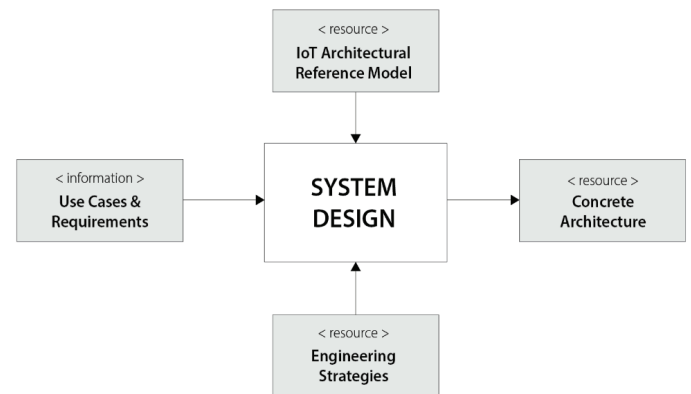 < resource >
IoT Architectural
Reference Model
< information >
Use Cases &
Requirements
SYSTEM
DESIGN
< resource >
Concrete
Architecture
< resource >
Engineering
Strategies